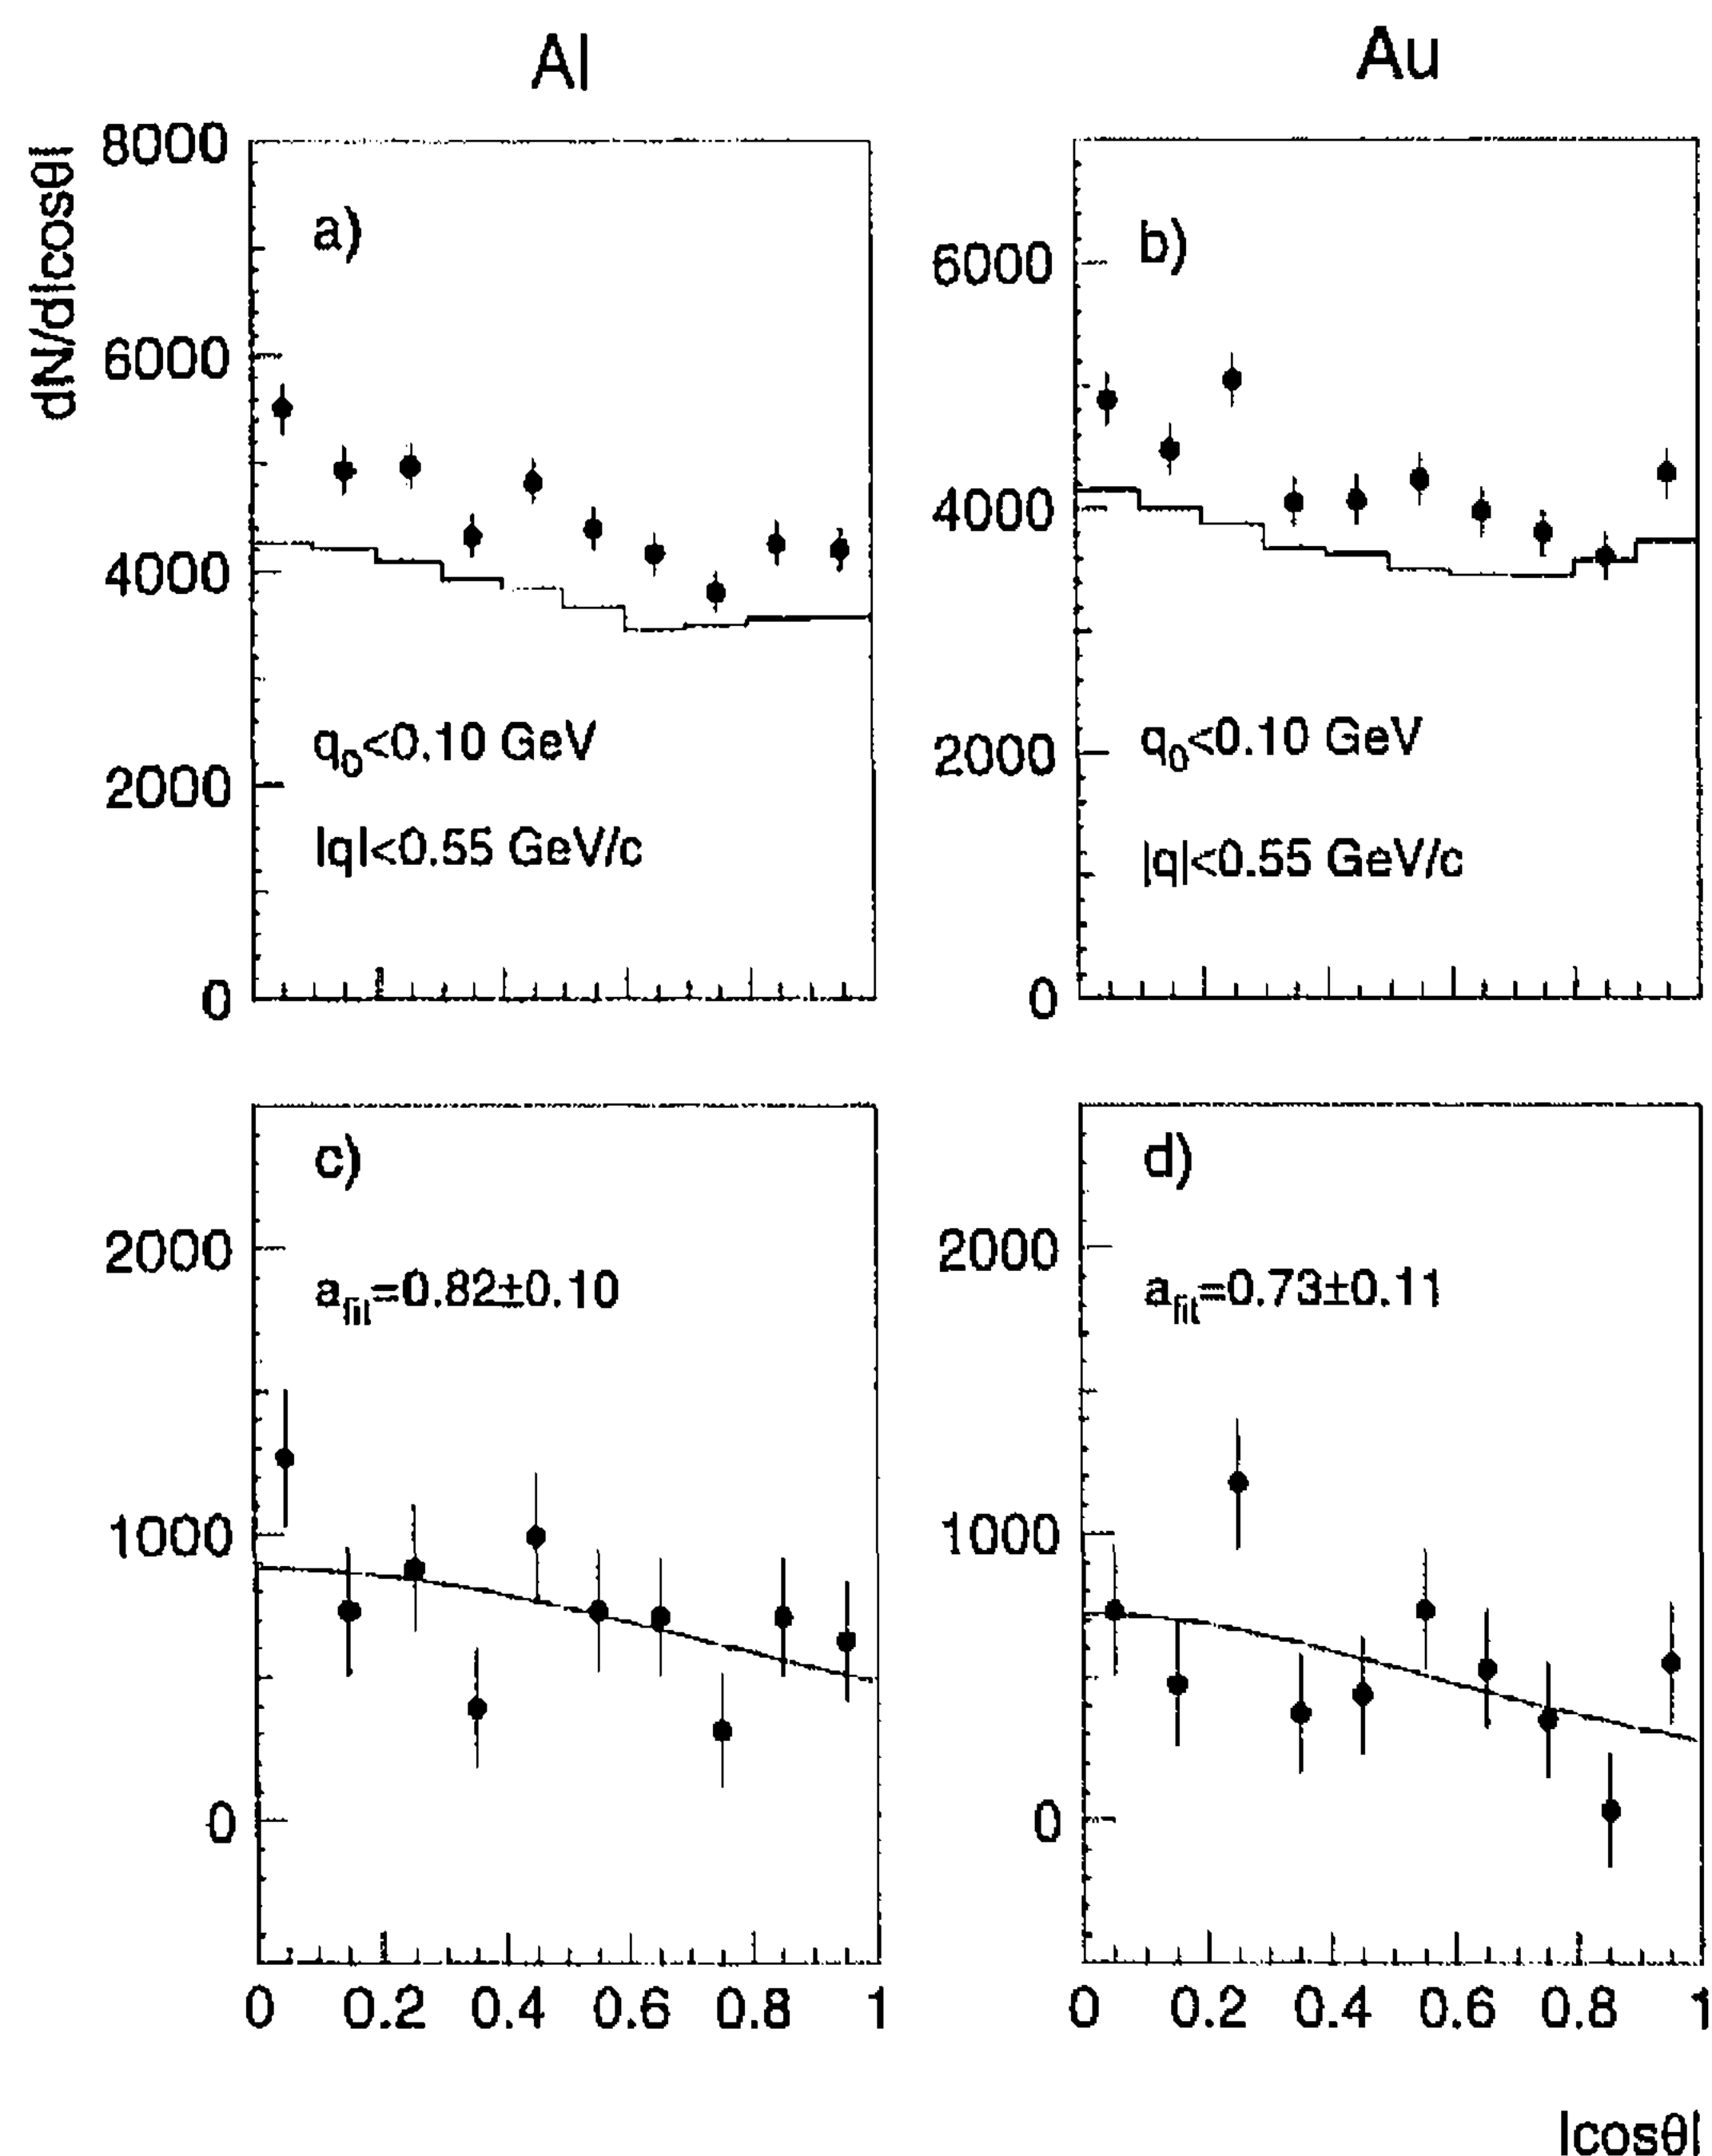 Al
Au
dN/d|cosθ|
8000
6000
4000
2000
0
a)
q₀<0.10 GeV
|q|<0.55 GeV/c
6000
4000
2000
0
b)
q₀<0.10 GeV
|q|<0.55 GeV/c
2000
1000
0
c)
a_fit=0.82±0.10
0 0.2 0.4 0.6 0.8 1
2000
1000
0
d)
a_fit=0.73±0.11
0 0.2 0.4 0.6 0.8 1
|cosθ|